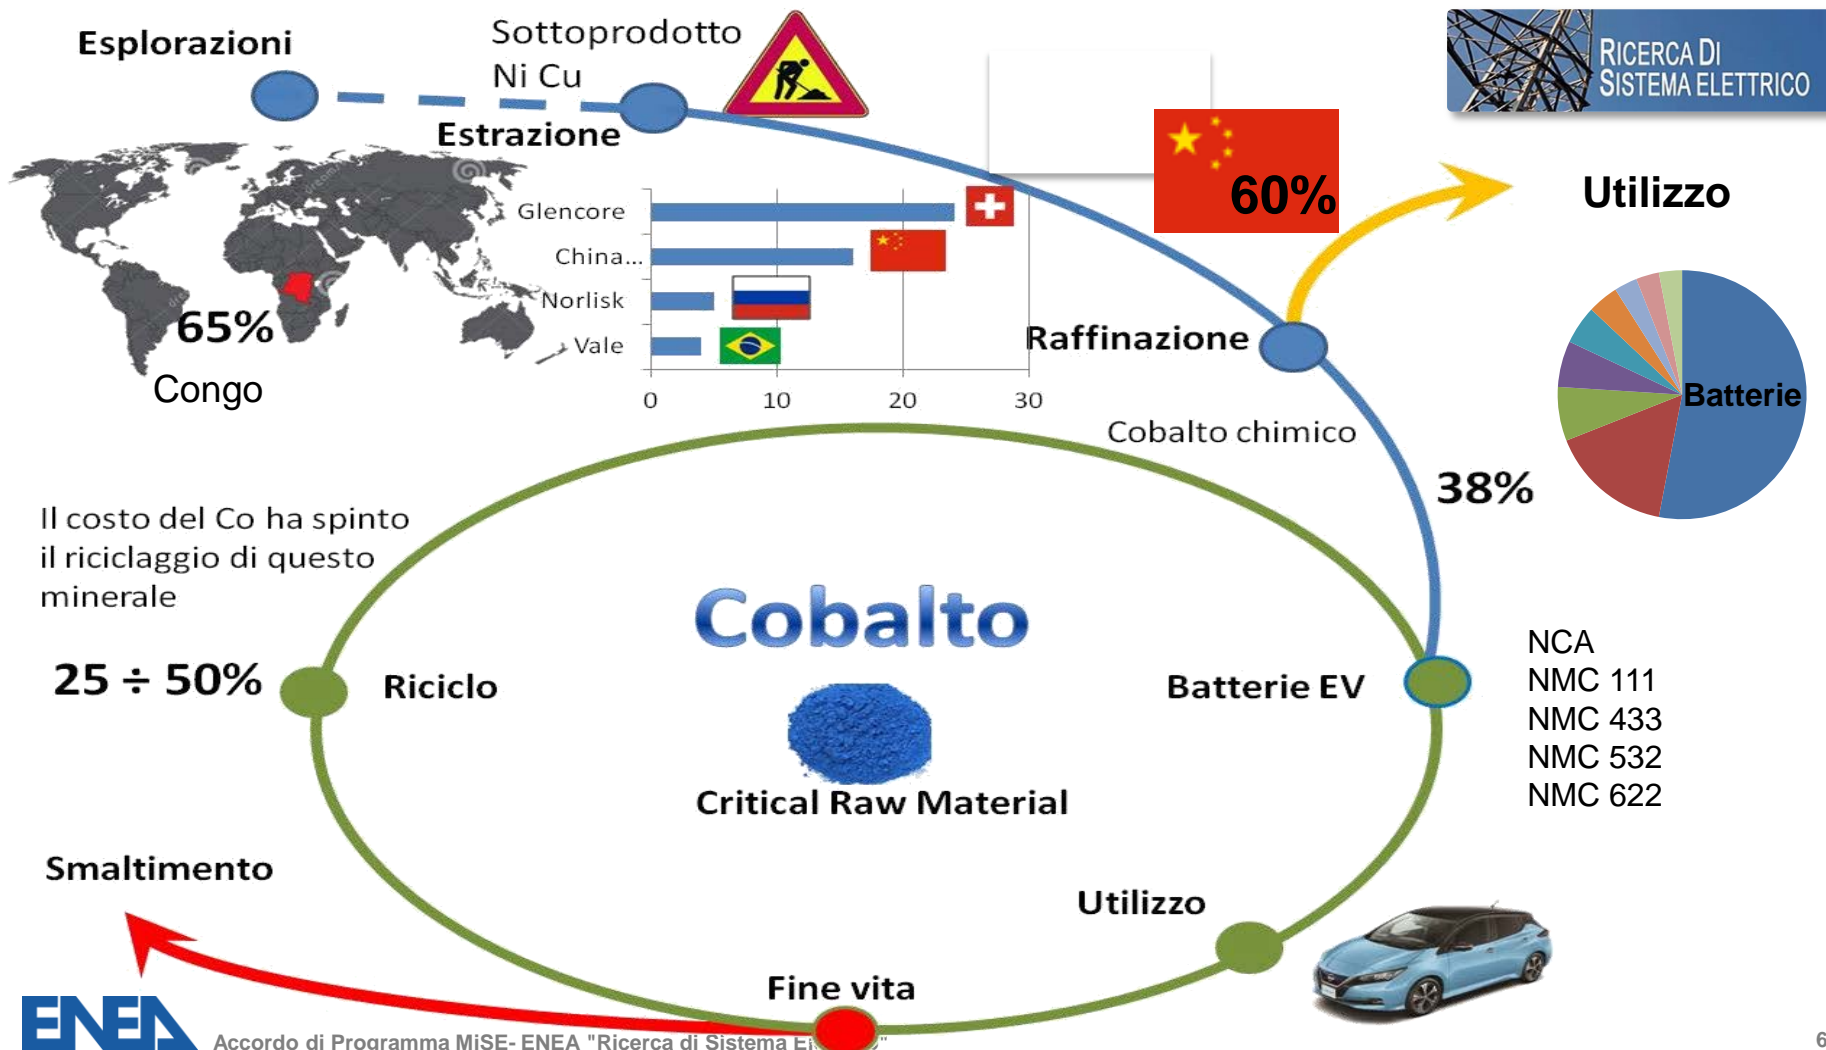 Esplorazioni
Sottoprodotto
Ni Cu
Estrazione
RICERCA DI
SISTEMA ELETTRICO
60%
Utilizzo
Glencore
China...
Norlisk
Vale
0 10 20 30
65%
Congo
Raffinazione
Batterie
Cobalto chimico
38%
Il costo del Co ha spinto
il riciclaggio di questo
minerale
25 ÷ 50%
Riciclo
Cobalto
Critical Raw Material
Batterie EV
NCA
NMC 111
NMC 433
NMC 532
NMC 622
Smaltimento
Utilizzo
Fine vita
ENEA
Accordo di Programma MiSE- ENEA "Ricerca di Sistema
6